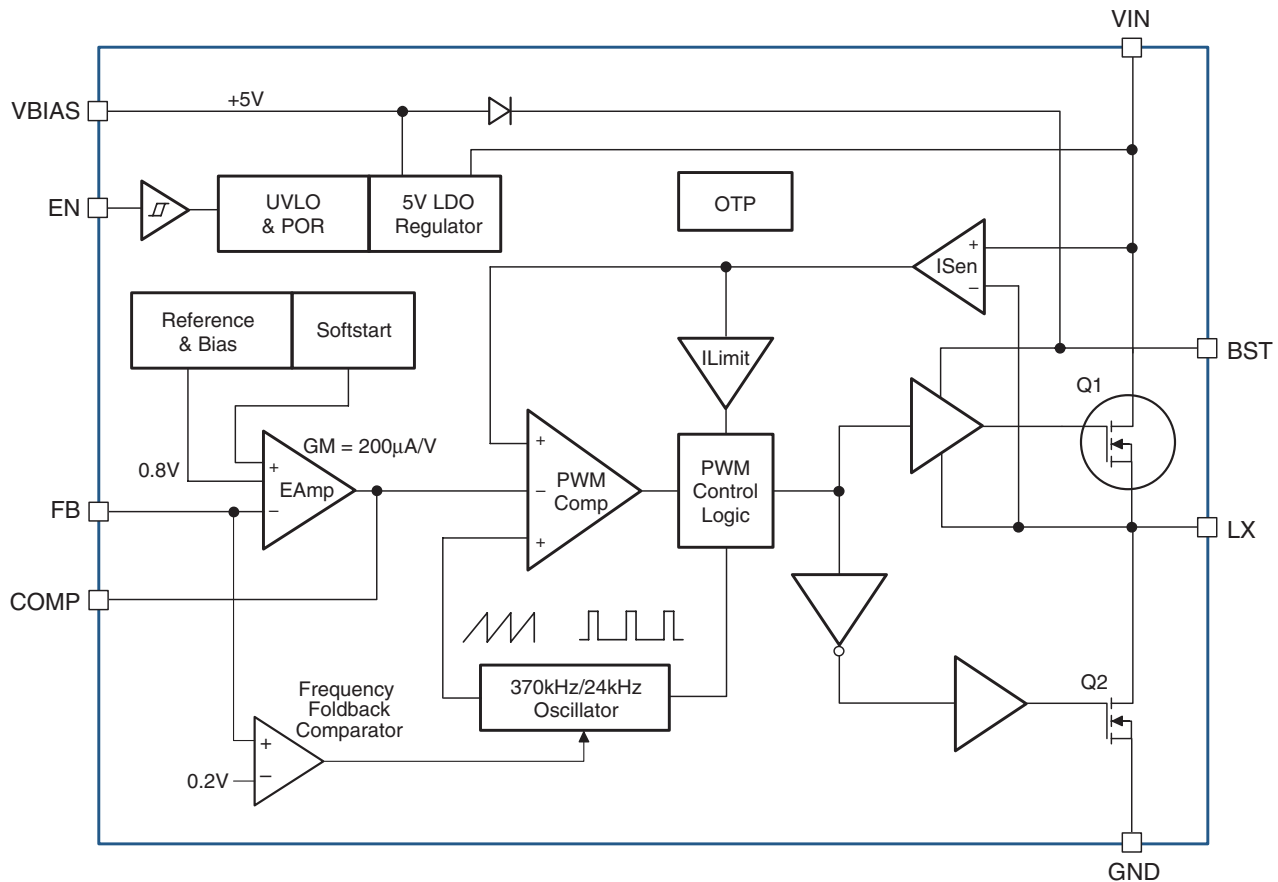 VIN
VBIAS
+5V
EN
UVLO
& POR
5V LDO
Regulator
OTP
+
ISen
−
Reference
& Bias
Softstart
ILimit
BST
Q1
GM = 200µA/V
0.8V
+
EAmp
−
FB
+
PWM
Comp
−
+
PWM
Control
Logic
LX
COMP
370kHz/24kHz
Oscillator
Frequency
Foldback
Comparator
+
−
0.2V
Q2
GND